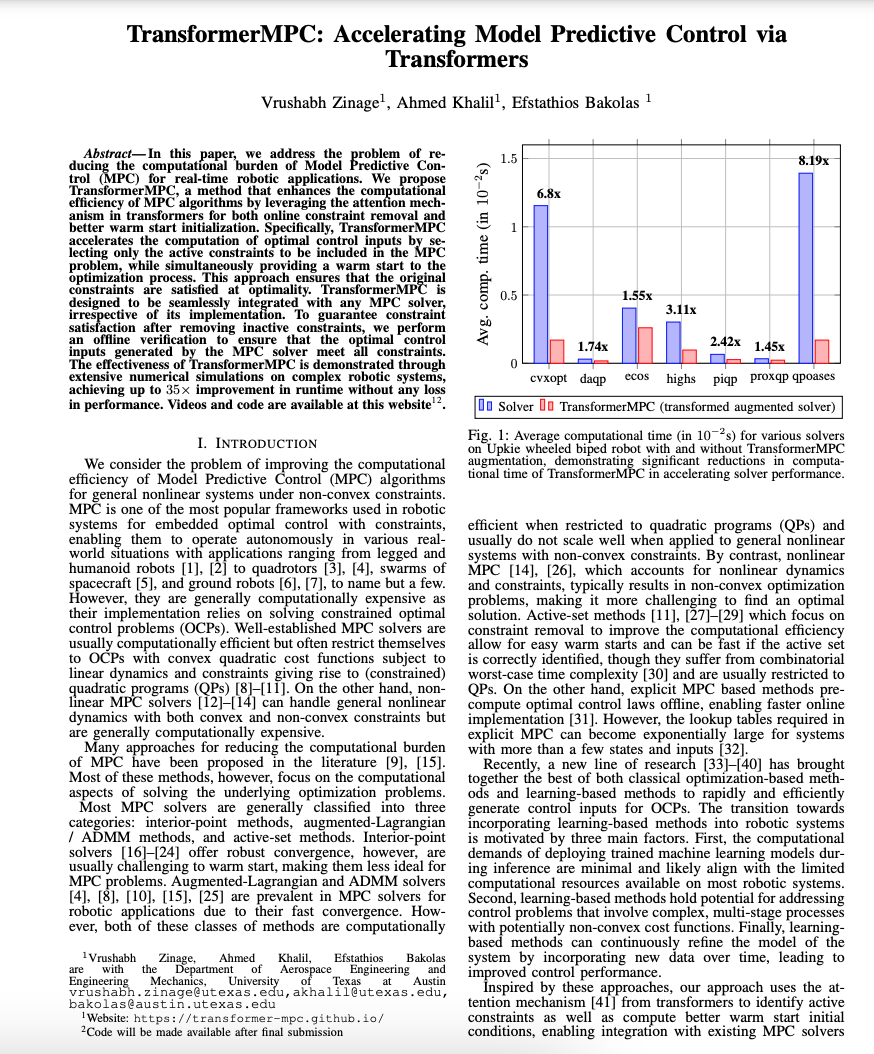 TransformerMPC: Accelerating Model Predictive Control via
Transformers
Vrushabh Zinage¹, Ahmed Khalil¹, Efstathios Bakolas ¹
Abstract—In this paper, we address the problem of re-
ducing the computational burden of Model Predictive Con-
trol (MPC) for real-time robotic applications. We propose
TransformerMPC, a method that enhances the computational
efficiency of MPC algorithms by leveraging the attention mech-
anism in transformers for both online constraint removal and
better warm start initialization. Specifically, TransformerMPC
accelerates the computation of optimal control inputs by se-
lecting only the active constraints to be included in the MPC
problem, while simultaneously providing a warm start to the
optimization process. This approach ensures that the original
constraints are satisfied at optimality. TransformerMPC is
designed to be seamlessly integrated with any MPC solver,
irrespective of its implementation. To guarantee constraint
satisfaction after removing inactive constraints, we perform
an offline verification to ensure that the optimal control
inputs generated by the MPC solver meet all constraints.
The effectiveness of TransformerMPC is demonstrated through
extensive numerical simulations on complex robotic systems,
achieving up to 35× improvement in runtime without any loss
in performance. Videos and code are available at this website¹².
I. INTRODUCTION
We consider the problem of improving the computational
efficiency of Model Predictive Control (MPC) algorithms
for general nonlinear systems under non-convex constraints.
MPC is one of the most popular frameworks used in robotic
systems for embedded optimal control with constraints,
enabling them to operate autonomously in various real-
world situations with applications ranging from legged and
humanoid robots [1], [2] to quadrotors [3], [4], swarms of
spacecraft [5], and ground robots [6], [7], to name but a few.
However, they are generally computationally expensive as
their implementation relies on solving constrained optimal
control problems (OCPs). Well-established MPC solvers are
usually computationally efficient but often restrict themselves
to OCPs with convex quadratic cost functions subject to
linear dynamics and constraints giving rise to (constrained)
quadratic programs (QPs) [8]–[11]. On the other hand, non-
linear MPC solvers [12]–[14] can handle general nonlinear
dynamics with both convex and non-convex constraints but
are generally computationally expensive.
Many approaches for reducing the computational burden
of MPC have been proposed in the literature [9], [15].
Most of these methods, however, focus on the computational
aspects of solving the underlying optimization problems.
Most MPC solvers are generally classified into three
categories: interior-point methods, augmented-Lagrangian
/ ADMM methods, and active-set methods. Interior-point
solvers [16]–[24] offer robust convergence, however, are
usually challenging to warm start, making them less ideal for
MPC problems. Augmented-Lagrangian and ADMM solvers
[4], [8], [10], [15], [25] are prevalent in MPC solvers for
robotic applications due to their fast convergence. How-
ever, both of these classes of methods are computationally
¹Vrushabh Zinage, Ahmed Khalil, Efstathios Bakolas
are with the Department of Aerospace Engineering and
Engineering Mechanics, University of Texas at Austin
vrushabh.zinage@utexas.edu,akhalil@utexas.edu,
bakolas@austin.utexas.edu
¹Website: https://transformer-mpc.github.io/
²Code will be made available after final submission
Avg. comp. time (in 10⁻²s)
1.5
1
0.5
0
6.8x
1.74x
1.55x
3.11x
2.42x
1.45x
8.19x
cvxopt daqp ecos highs piqp proxqp qpoases
Solver TransformerMPC (transformed augmented solver)
Fig. 1: Average computational time (in 10⁻²s) for various solvers
on Upkie wheeled biped robot with and without TransformerMPC
augmentation, demonstrating significant reductions in computa-
tional time of TransformerMPC in accelerating solver performance.
efficient when restricted to quadratic programs (QPs) and
usually do not scale well when applied to general nonlinear
systems with non-convex constraints. By contrast, nonlinear
MPC [14], [26], which accounts for nonlinear dynamics
and constraints, typically results in non-convex optimization
problems, making it more challenging to find an optimal
solution. Active-set methods [11], [27]–[29] which focus on
constraint removal to improve the computational efficiency
allow for easy warm starts and can be fast if the active set
is correctly identified, though they suffer from combinatorial
worst-case time complexity [30] and are usually restricted to
QPs. On the other hand, explicit MPC based methods pre-
compute optimal control laws offline, enabling faster online
implementation [31]. However, the lookup tables required in
explicit MPC can become exponentially large for systems
with more than a few states and inputs [32].
Recently, a new line of research [33]–[40] has brought
together the best of both classical optimization-based meth-
ods and learning-based methods to rapidly and efficiently
generate control inputs for OCPs. The transition towards
incorporating learning-based methods into robotic systems
is motivated by three main factors. First, the computational
demands of deploying trained machine learning models dur-
ing inference are minimal and likely align with the limited
computational resources available on most robotic systems.
Second, learning-based methods hold potential for addressing
control problems that involve complex, multi-stage processes
with potentially non-convex cost functions. Finally, learning-
based methods can continuously refine the model of the
system by incorporating new data over time, leading to
improved control performance.
Inspired by these approaches, our approach uses the at-
tention mechanism [41] from transformers to identify active
constraints as well as compute better warm start initial
conditions, enabling integration with existing MPC solvers